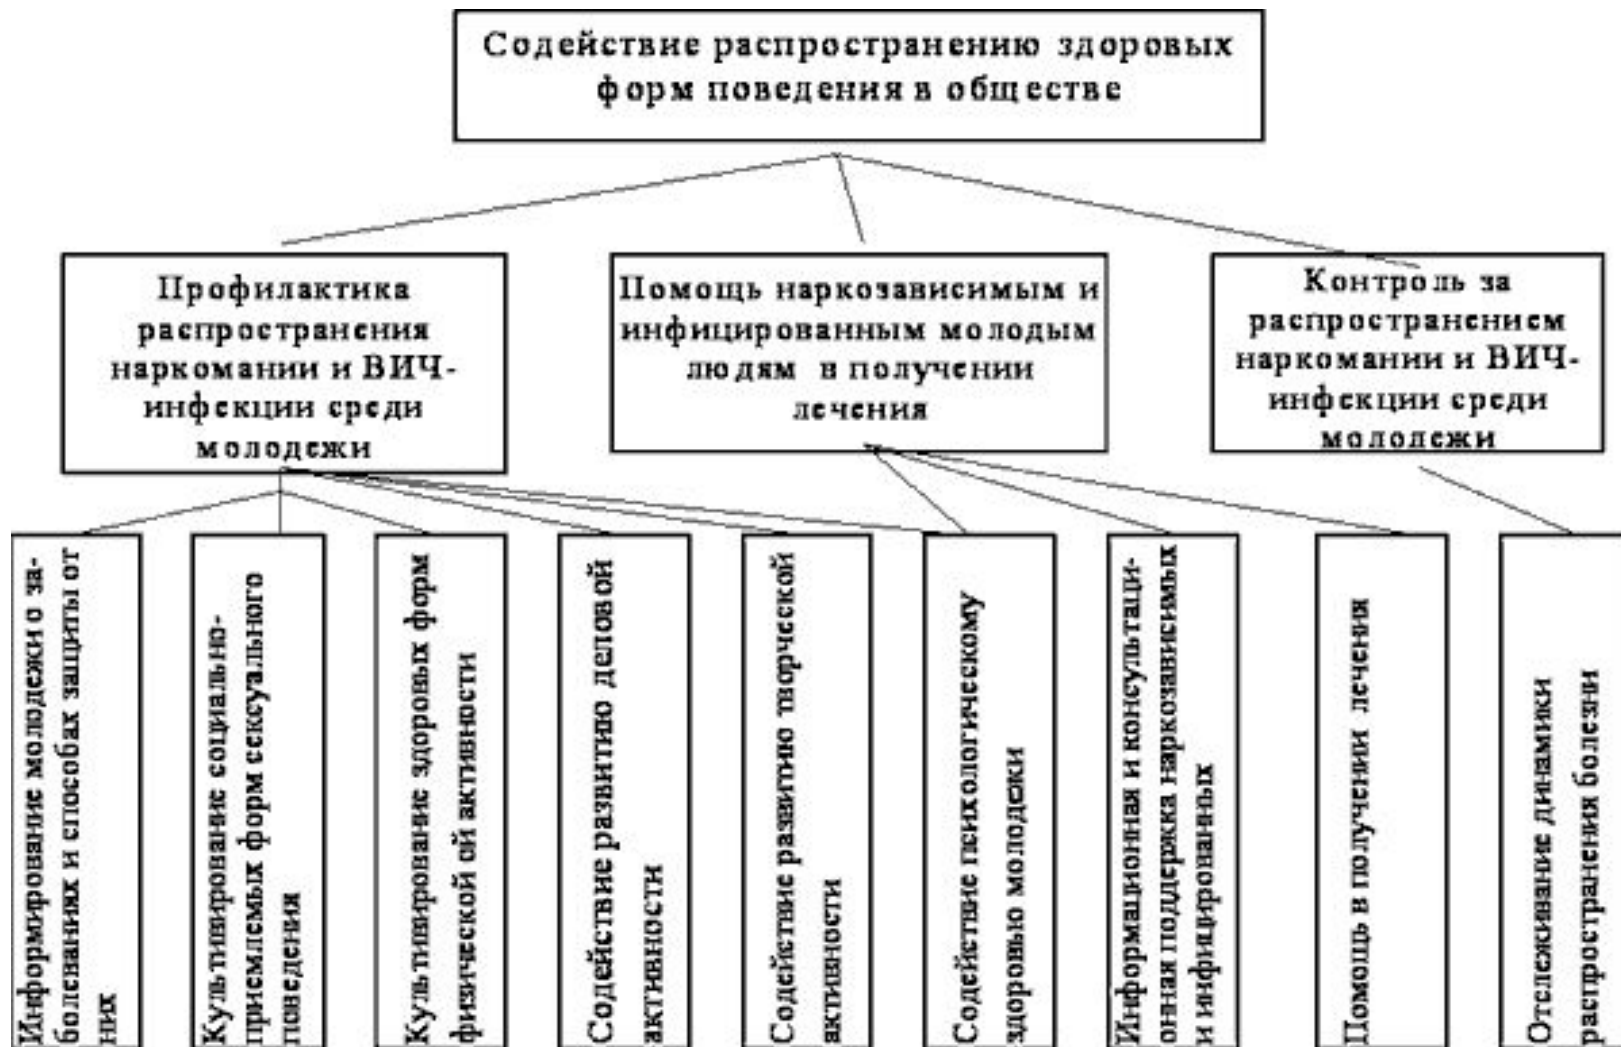 Содействие распространению здоровых
форм поведения в обществе
Профилактика
распространения
наркомании и ВИЧ-
инфекции среди
молодежи
Помощь наркозависимым и
инфицированным молодым
людям в получении
лечения
Контроль за
распространением
наркомании и ВИЧ-
инфекции среди
молодежи
Информирование молодежи о за-
болеваниях и способах защиты от
них
Культивирование социально-
приемлемых форм сексуального
поведения
Культивирование здоровых форм
физической ой активности
Содействие развитию деловой
активности
Содействие развитию творческой
активности
Содействие психологическому
здоровью молодежи
Информационная и консультаци-
онная поддержка наркозависимых
и инфицированных
Помощь в получении лечения
Отслеживание динамики
распространения болезни